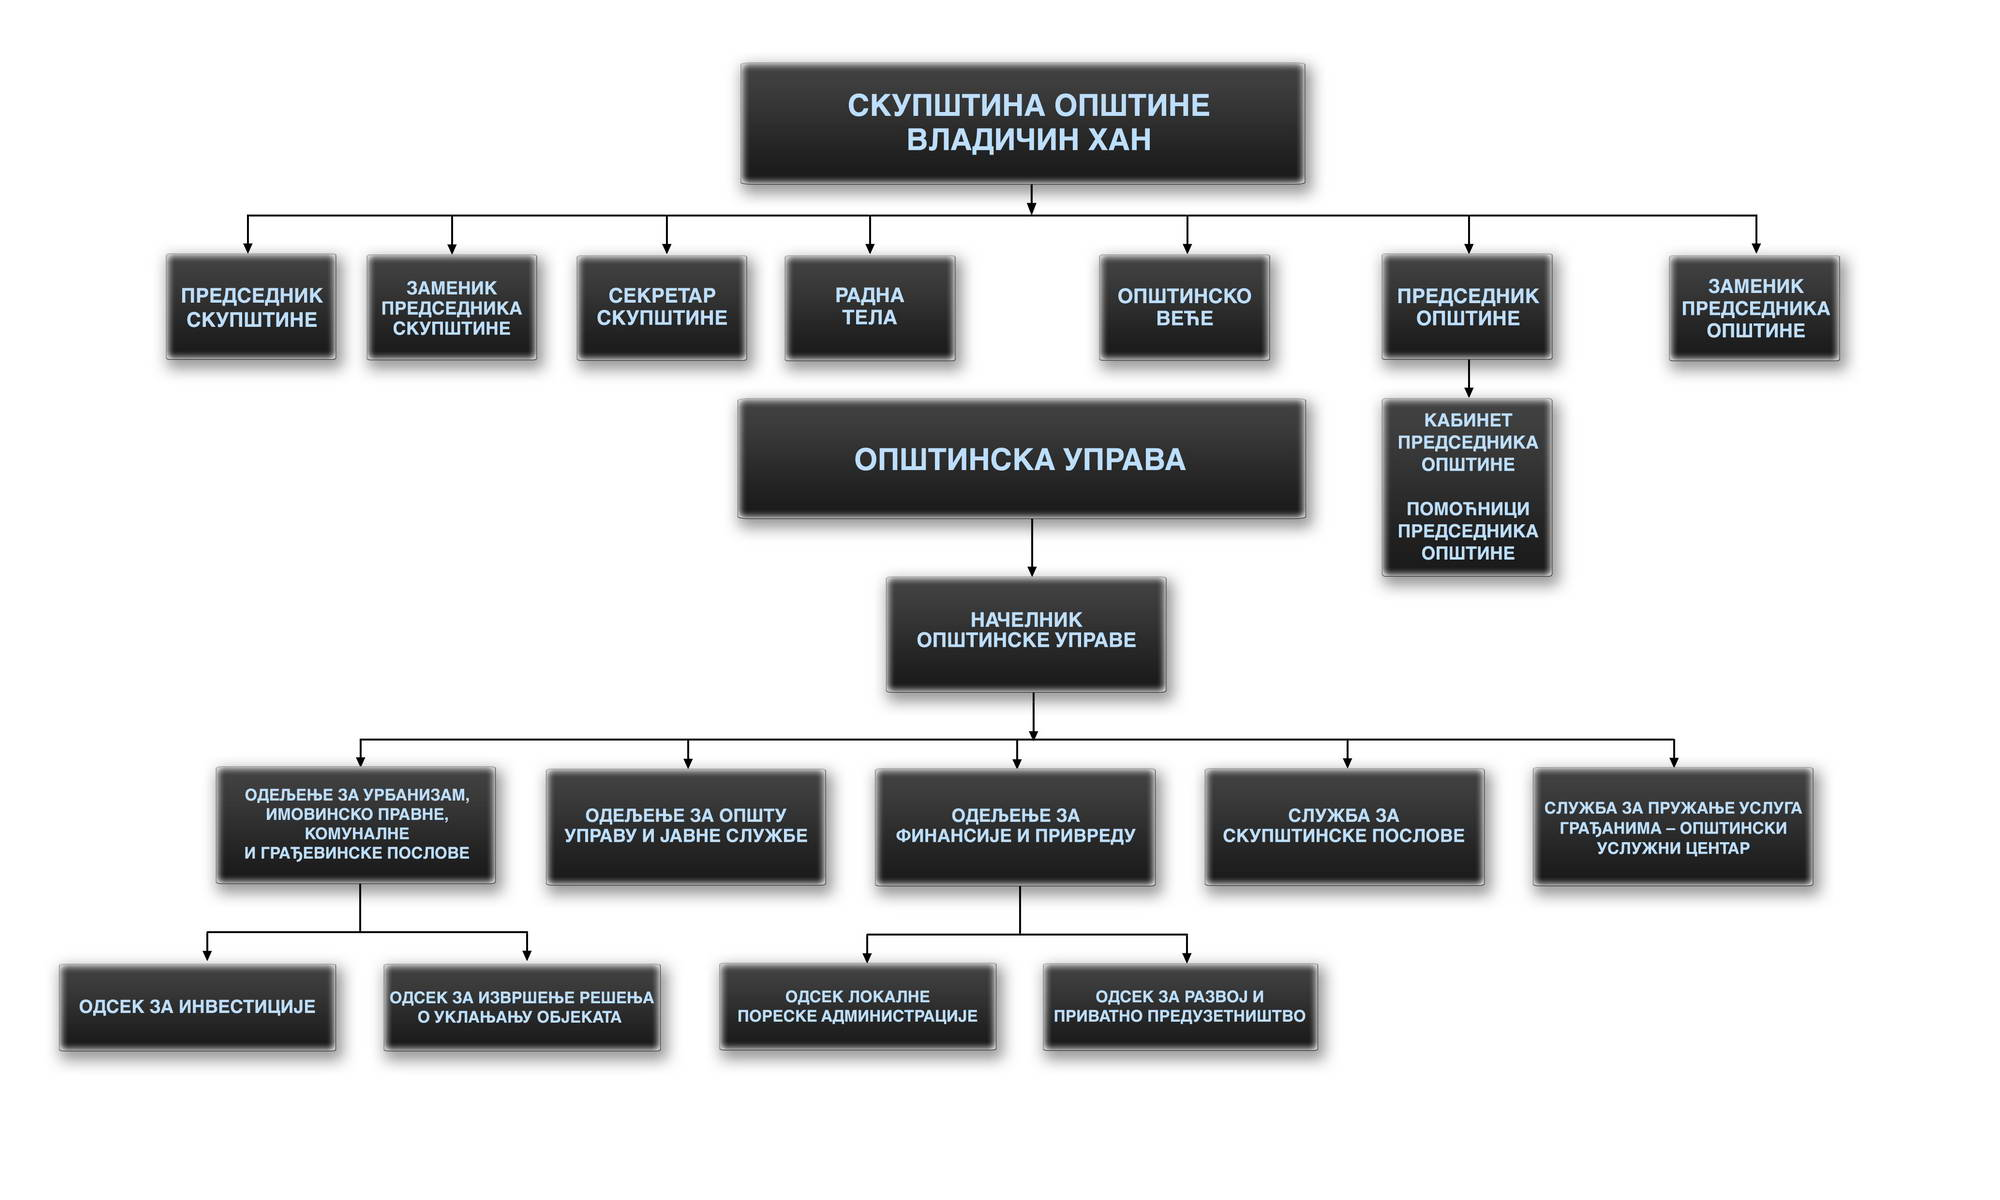 СКУПШТИНА ОПШТИНЕ
ВЛАДИЧИН ХАН
ПРЕДСЕДНИК
СКУПШТИНЕ
ЗАМЕНИК
ПРЕДСЕДНИКА
СКУПШТИНЕ
СЕКРЕТАР
СКУПШТИНЕ
РАДНА
ТЕЛА
ОПШТИНСКО
ВЕЋЕ
ПРЕДСЕДНИК
ОПШТИНЕ
ЗАМЕНИК
ПРЕДСЕДНИКА
ОПШТИНЕ
ОПШТИНСКА УПРАВА
КАБИНЕТ
ПРЕДСЕДНИКА
ОПШТИНЕ
ПОМОЋНИЦИ
ПРЕДСЕДНИКА
ОПШТИНЕ
НАЧЕЛНИК
ОПШТИНСКЕ УПРАВЕ
ОДЕЉЕЊЕ ЗА УРБАНИЗАМ,
ИМОВИНСКО ПРАВНЕ,
КОМУНАЛНЕ
И ГРАЂЕВИНСКЕ ПОСЛОВЕ
ОДЕЉЕЊЕ ЗА ОПШТУ
УПРАВУ И ЈАВНЕ СЛУЖБЕ
ОДЕЉЕЊЕ ЗА
ФИНАНСИЈЕ И ПРИВРЕДУ
СЛУЖБА ЗА
СКУПШТИНСКЕ ПОСЛОВЕ
СЛУЖБА ЗА ПРУЖАЊЕ УСЛУГА
ГРАЂАНИМА – ОПШТИНСКИ
УСЛУЖНИ ЦЕНТАР
ОДСЕК ЗА ИНВЕСТИЦИЈЕ
ОДСЕК ЗА ИЗВРШЕЊЕ РЕШЕЊА
О УКЛАЊАЊУ ОБЈЕКАТА
ОДСЕК ЛОКАЛНЕ
ПОРЕСКЕ АДМИНИСТРАЦИЈЕ
ОДСЕК ЗА РАЗВОЈ И
ПРИВАТНО ПРЕДУЗЕТНИШТВО